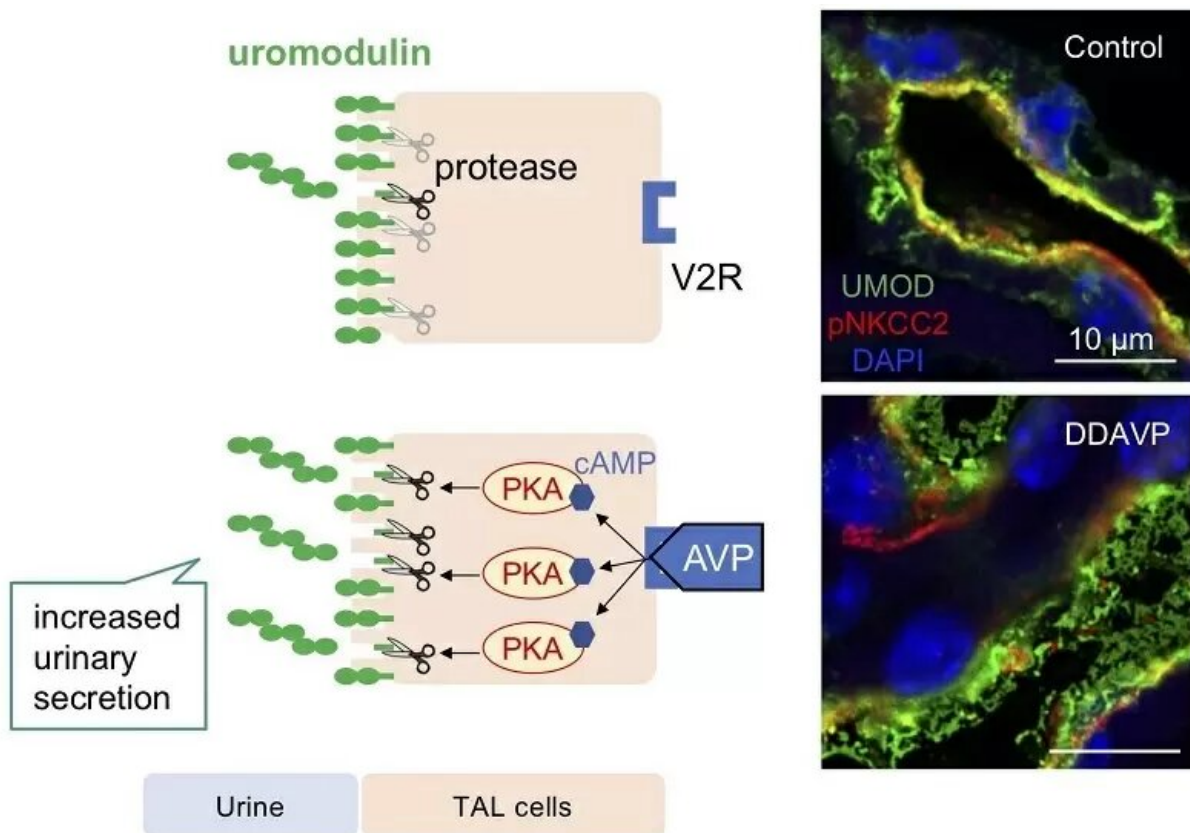 uromodulin
protease
V2R
Control
UMOD
pNKCC2
DAPI
10 µm
cAMP
PKA
PKA
PKA
AVP
DDAVP
increased
urinary
secretion
Urine
TAL cells